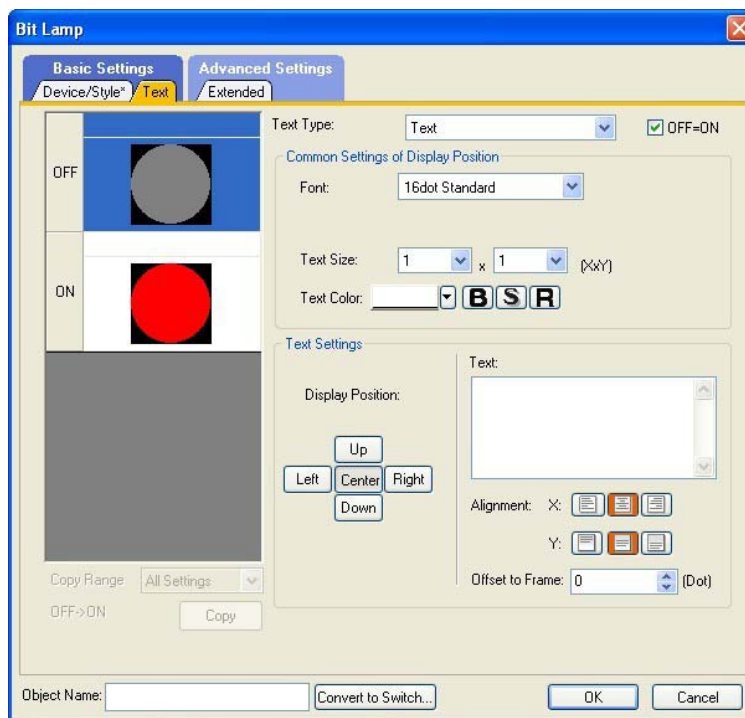 Bit Lamp
Basic Settings
Advanced Settings
Device/Style*
Text
Extended
OFF
ON
Text Type:
Text
OFF=ON
Common Settings of Display Position
Font:
16dot Standard
Text Size:
1
x
1
(XxY)
Text Color:
B
S
R
Text Settings
Display Position:
Up
Left
Center
Right
Down
Text:
Alignment:
X:
Y:
Offset to Frame:
0
(Dot)
Copy Range
All Settings
OFF->ON
Copy
Object Name:
Convert to Switch...
OK
Cancel